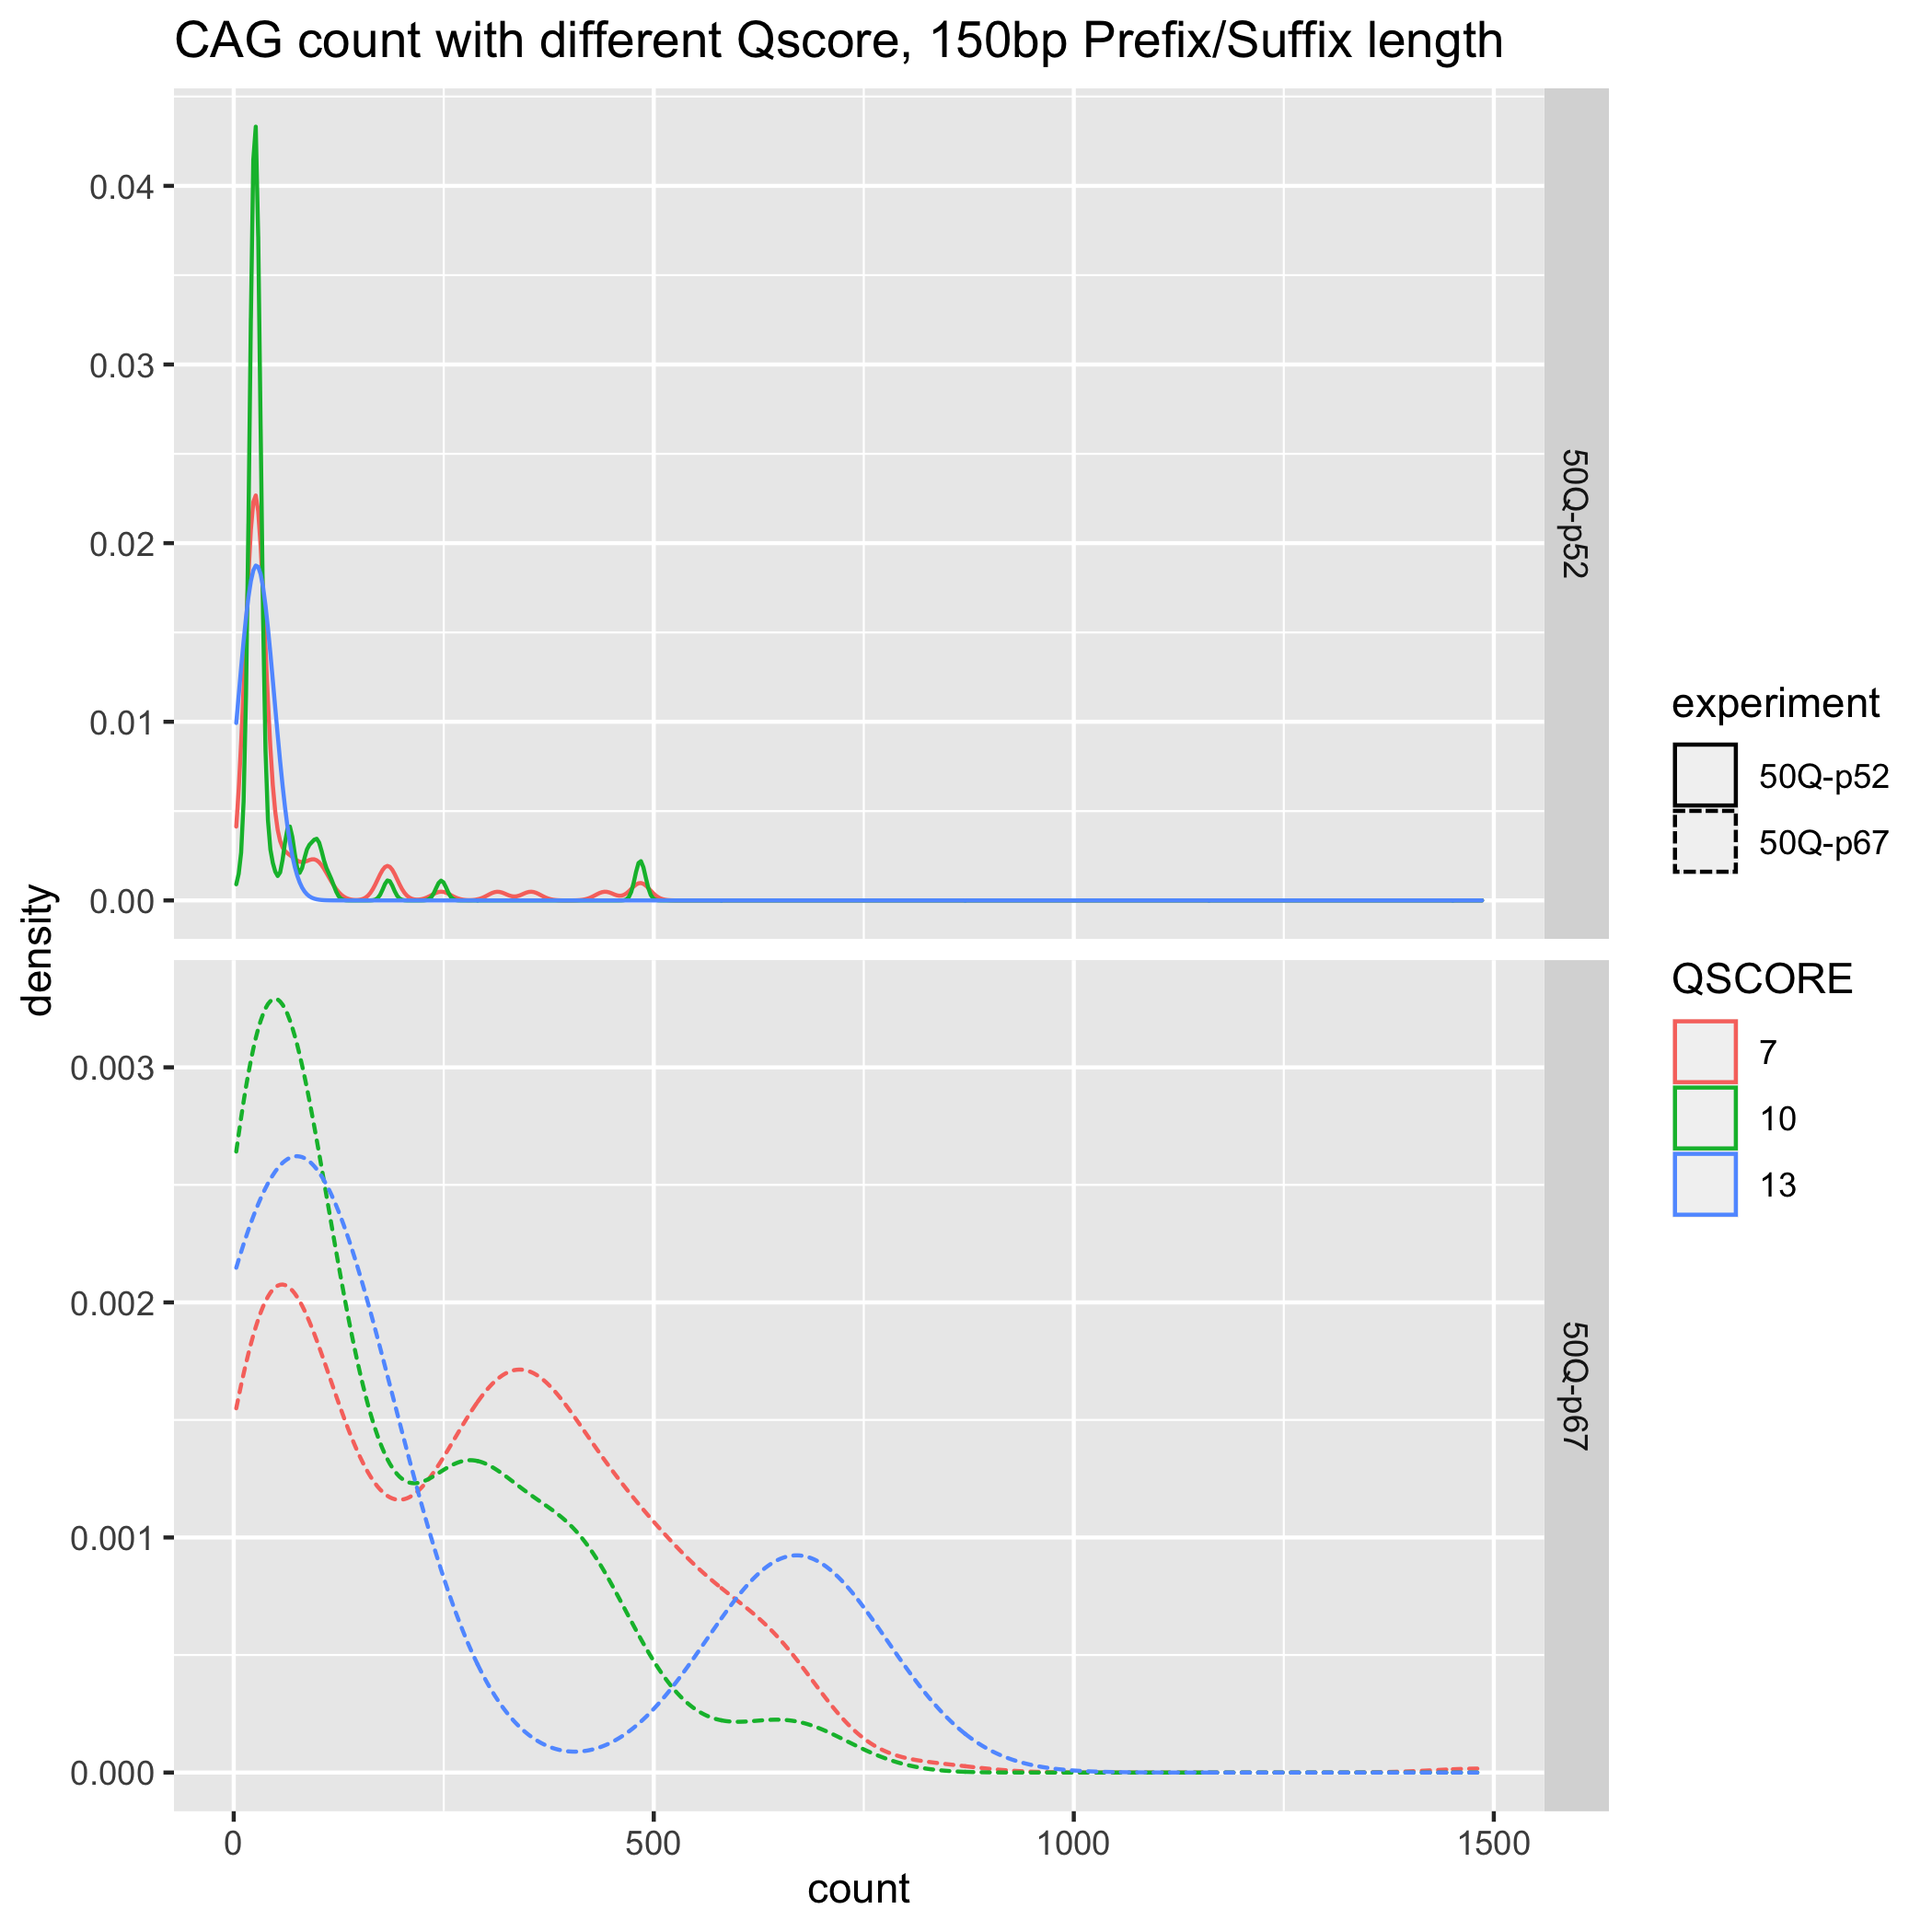 CAG count with different Qscore, 150bp Prefix/Suffix length
density
0.04
0.03
0.02
0.01
0.00
50Q-p52
0.003
0.002
0.001
0.000
50Q-p67
0
500
1000
1500
count
experiment
50Q-p52
50Q-p67
QSCORE
7
10
13